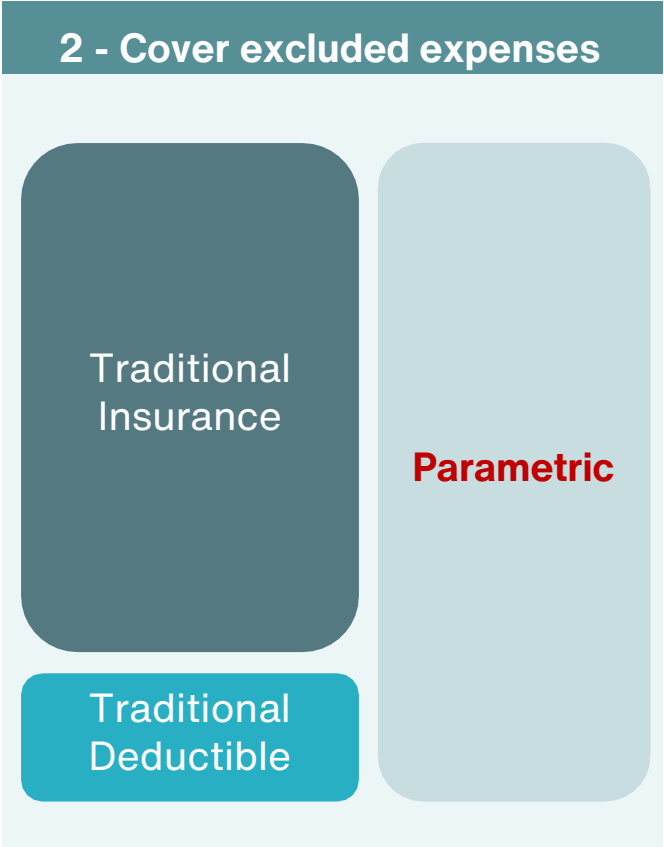 2 - Cover excluded expenses
Traditional
Insurance
Parametric
Traditional
Deductible